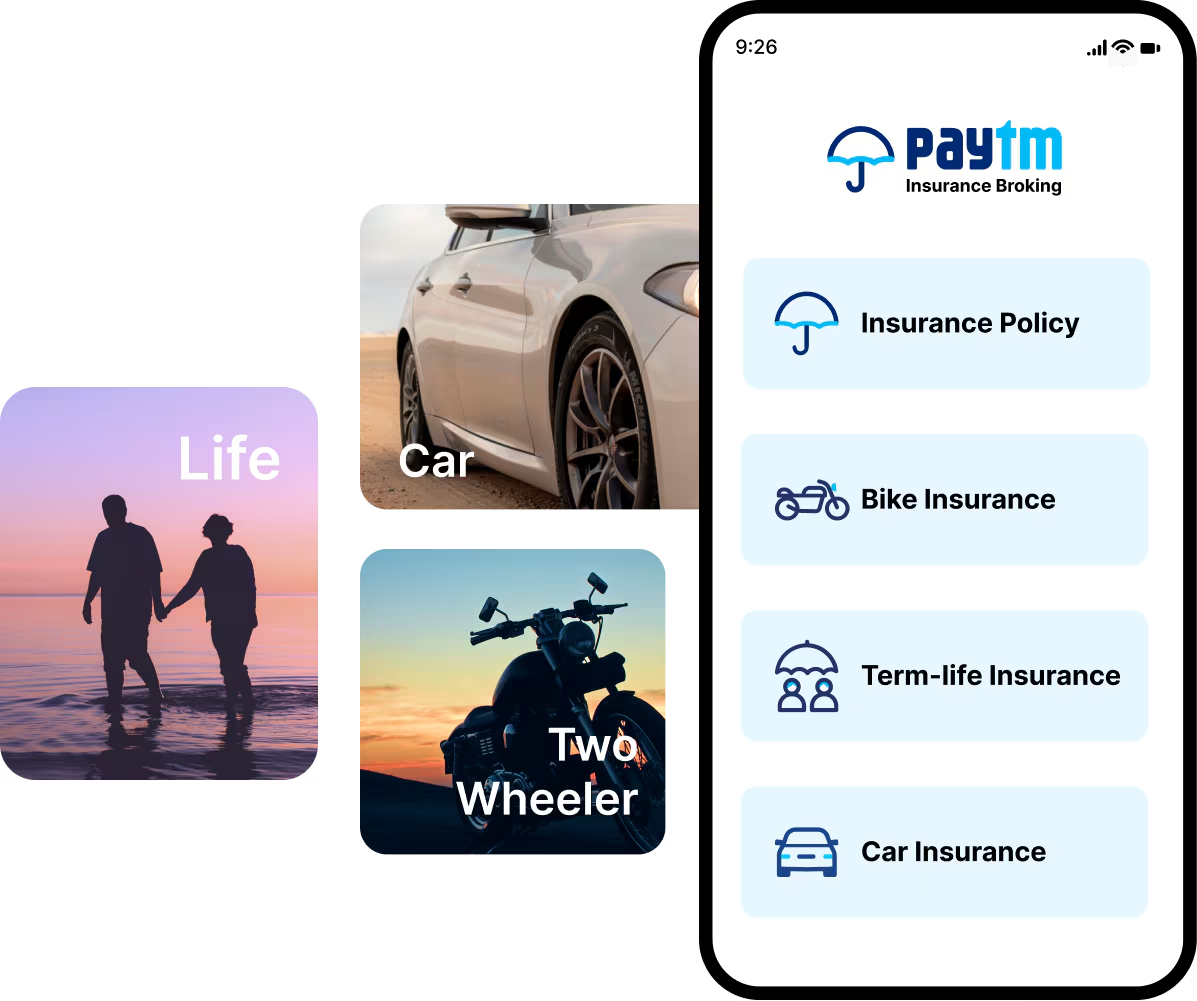 Life
Car
Two
Wheeler
9:26
paytm
Insurance Broking
Insurance Policy
Bike Insurance
Term-life Insurance
Car Insurance